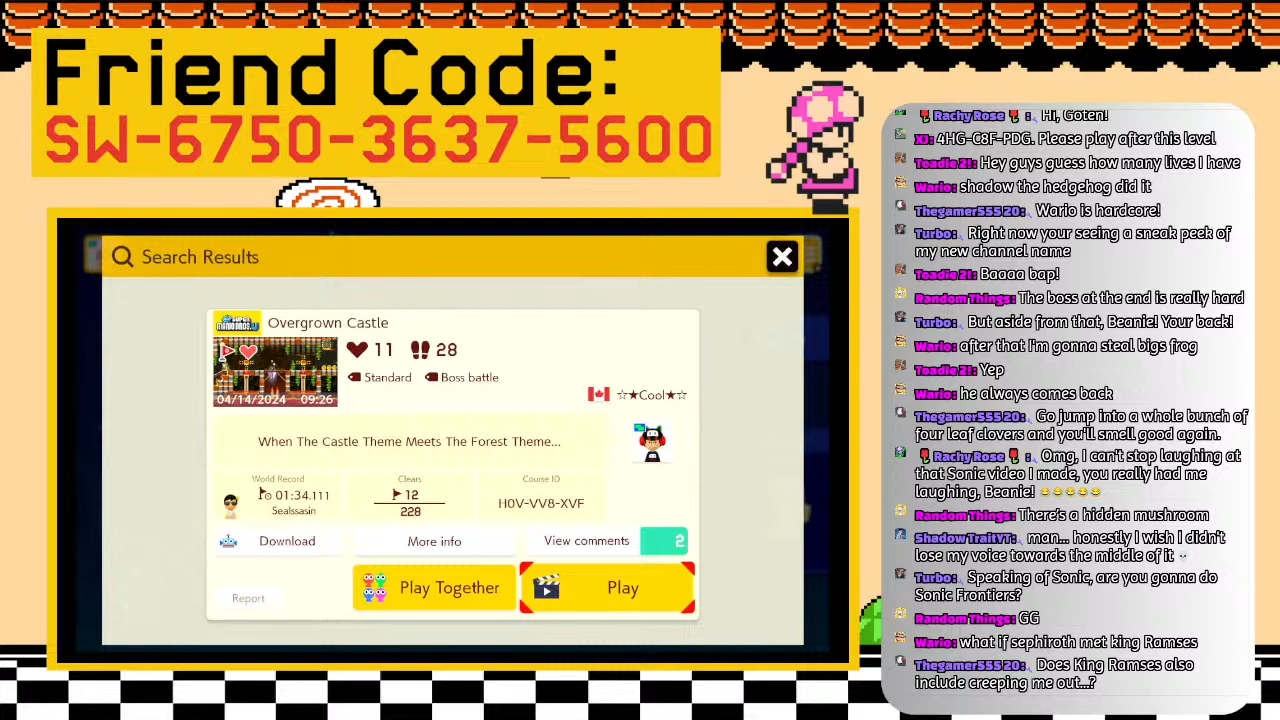 Friend Code:
SW-6750-3637-5600
Search Results
Overgrown Castle
11
28
Standard
Boss battle
04/14/2024 09:26
☆★Cool★☆
When The Castle Theme Meets The Forest Theme...
World Record
01:34.111
Sealssasin
Clears
12
228
Course ID
H0V-VV8-XVF
Download
More info
View comments
2
Report
Play Together
Play
Rachy Rose: Hi, Goten!
XJ: 4HG-C8F-PDG. Please play after this level
Toadie Z!: Hey guys guess how many lives I have
Wario: shadow the hedgehog did it
Thegamer555 20: Wario is hardcore!
Turbo: Right now your seeing a sneak peek of
my new channel name
Toadie Z!: Baaaa bap!
Random Things: The boss at the end is really hard
Turbo: But aside from that, Beanie! Your back!
Wario: after that I'm gonna steal bigs frog
Toadie Z!: Yep
Wario: he always comes back
Thegamer555 20: Go jump into a whole bunch of
four leaf clovers and you'll smell good again.
Rachy Rose: Omg, I can't stop laughing at
that Sonic video I made, you really had me
laughing, Beanie! 😂😂😂😂😂
Random Things: There's a hidden mushroom
ShadowTraitYT: man... honestly I wish I didn't
lose my voice towards the middle of it 💀
Turbo: Speaking of Sonic, are you gonna do
Sonic Frontiers?
Random Things: GG
Wario: what if sephiroth met king Ramses
Thegamer555 20: Does King Ramses also
include creeping me out...?